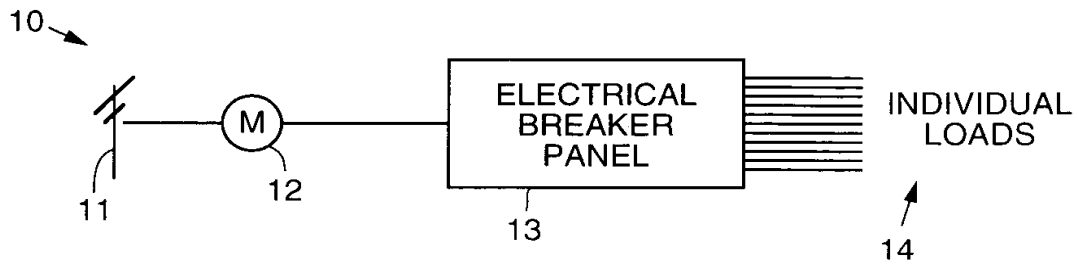 10
M
ELECTRICAL
BREAKER
PANEL
INDIVIDUAL
LOADS
11
12
13
14